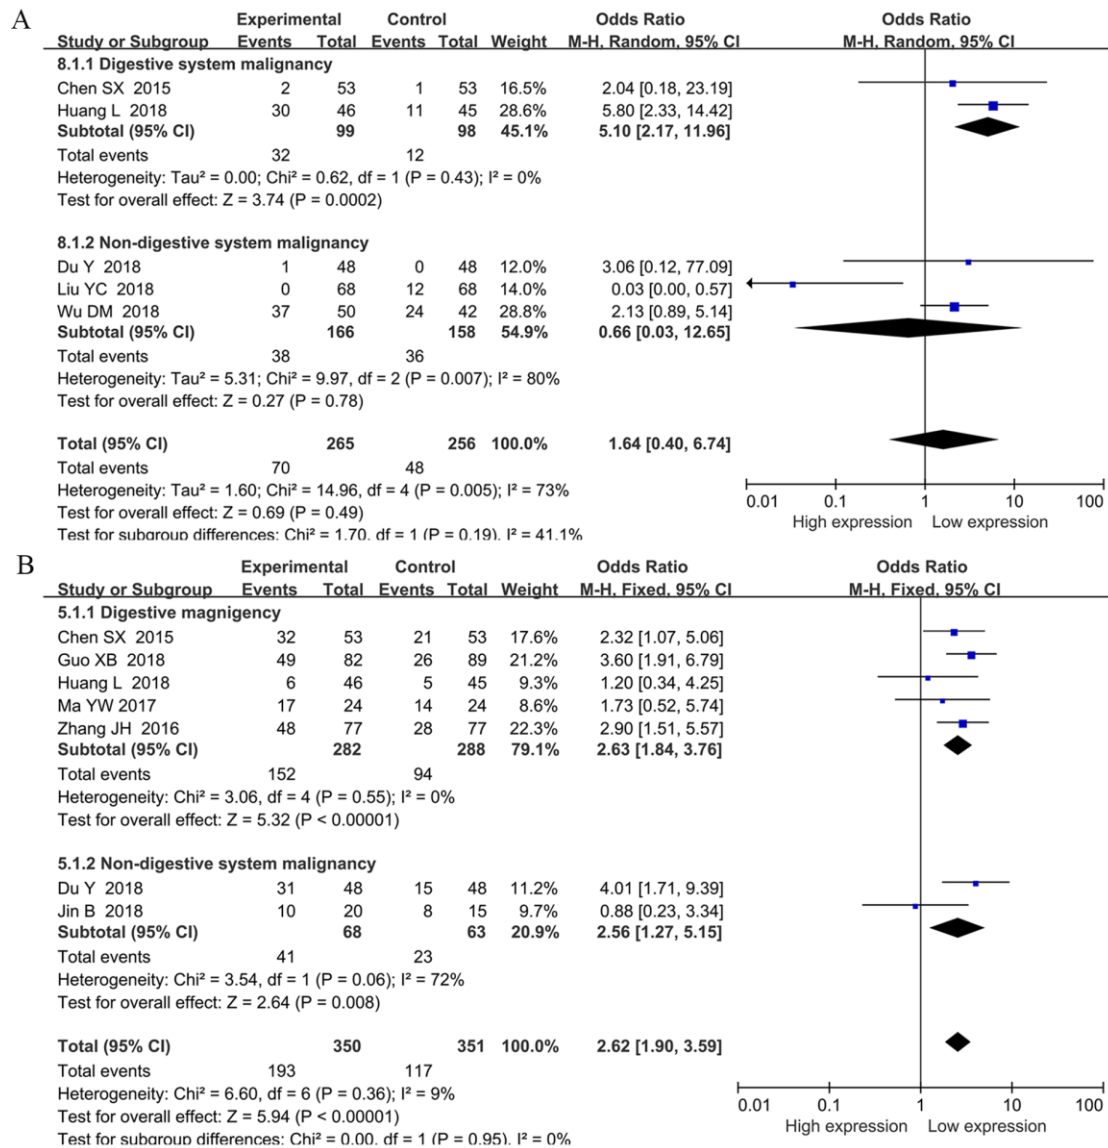 A
Experimental Control Odds Ratio Odds Ratio
Study or Subgroup Events Total Events Total Weight M-H, Random, 95% CI M-H, Random, 95% CI
8.1.1 Digestive system malignancy
Chen SX 2015 2 53 1 53 16.5% 2.04 [0.18, 23.19]
Huang L 2018 30 46 11 45 28.6% 5.80 [2.33, 14.42]
Subtotal (95% CI) 99 98 45.1% 5.10 [2.17, 11.96]
Total events 32 12
Heterogeneity: Tau² = 0.00; Chi² = 0.62, df = 1 (P = 0.43); I² = 0%
Test for overall effect: Z = 3.74 (P = 0.0002)
8.1.2 Non-digestive system malignancy
Du Y 2018 1 48 0 48 12.0% 3.06 [0.12, 77.09]
Liu YC 2018 0 68 12 68 14.0% 0.03 [0.00, 0.57]
Wu DM 2018 37 50 24 42 28.8% 2.13 [0.89, 5.14]
Subtotal (95% CI) 166 158 54.9% 0.66 [0.03, 12.65]
Total events 38 36
Heterogeneity: Tau² = 5.31; Chi² = 9.97, df = 2 (P = 0.007); I² = 80%
Test for overall effect: Z = 0.27 (P = 0.78)
Total (95% CI) 265 256 100.0% 1.64 [0.40, 6.74]
Total events 70 48
Heterogeneity: Tau² = 1.60; Chi² = 14.96, df = 4 (P = 0.005); I² = 73%
Test for overall effect: Z = 0.69 (P = 0.49)
Test for subgroup differences: Chi² = 1.70. df = 1 (P = 0.19). I² = 41.1%
0.01 0.1 1 10 100
High expression Low expression
B
Experimental Control Odds Ratio Odds Ratio
Study or Subgroup Events Total Events Total Weight M-H, Fixed, 95% CI M-H, Fixed, 95% CI
5.1.1 Digestive magnigency
Chen SX 2015 32 53 21 53 17.6% 2.32 [1.07, 5.06]
Guo XB 2018 49 82 26 89 21.2% 3.60 [1.91, 6.79]
Huang L 2018 6 46 5 45 9.3% 1.20 [0.34, 4.25]
Ma YW 2017 17 24 14 24 8.6% 1.73 [0.52, 5.74]
Zhang JH 2016 48 77 28 77 22.3% 2.90 [1.51, 5.57]
Subtotal (95% CI) 282 288 79.1% 2.63 [1.84, 3.76]
Total events 152 94
Heterogeneity: Chi² = 3.06, df = 4 (P = 0.55); I² = 0%
Test for overall effect: Z = 5.32 (P < 0.00001)
5.1.2 Non-digestive system malignancy
Du Y 2018 31 48 15 48 11.2% 4.01 [1.71, 9.39]
Jin B 2018 10 20 8 15 9.7% 0.88 [0.23, 3.34]
Subtotal (95% CI) 68 63 20.9% 2.56 [1.27, 5.15]
Total events 41 23
Heterogeneity: Chi² = 3.54, df = 1 (P = 0.06); I² = 72%
Test for overall effect: Z = 2.64 (P = 0.008)
Total (95% CI) 350 351 100.0% 2.62 [1.90, 3.59]
Total events 193 117
Heterogeneity: Chi² = 6.60, df = 6 (P = 0.36); I² = 9%
Test for overall effect: Z = 5.94 (P < 0.00001)
Test for subgroup differences: Chi² = 0.00. df = 1 (P = 0.95). I² = 0%
0.01 0.1 1 10 100
High expression Low expression